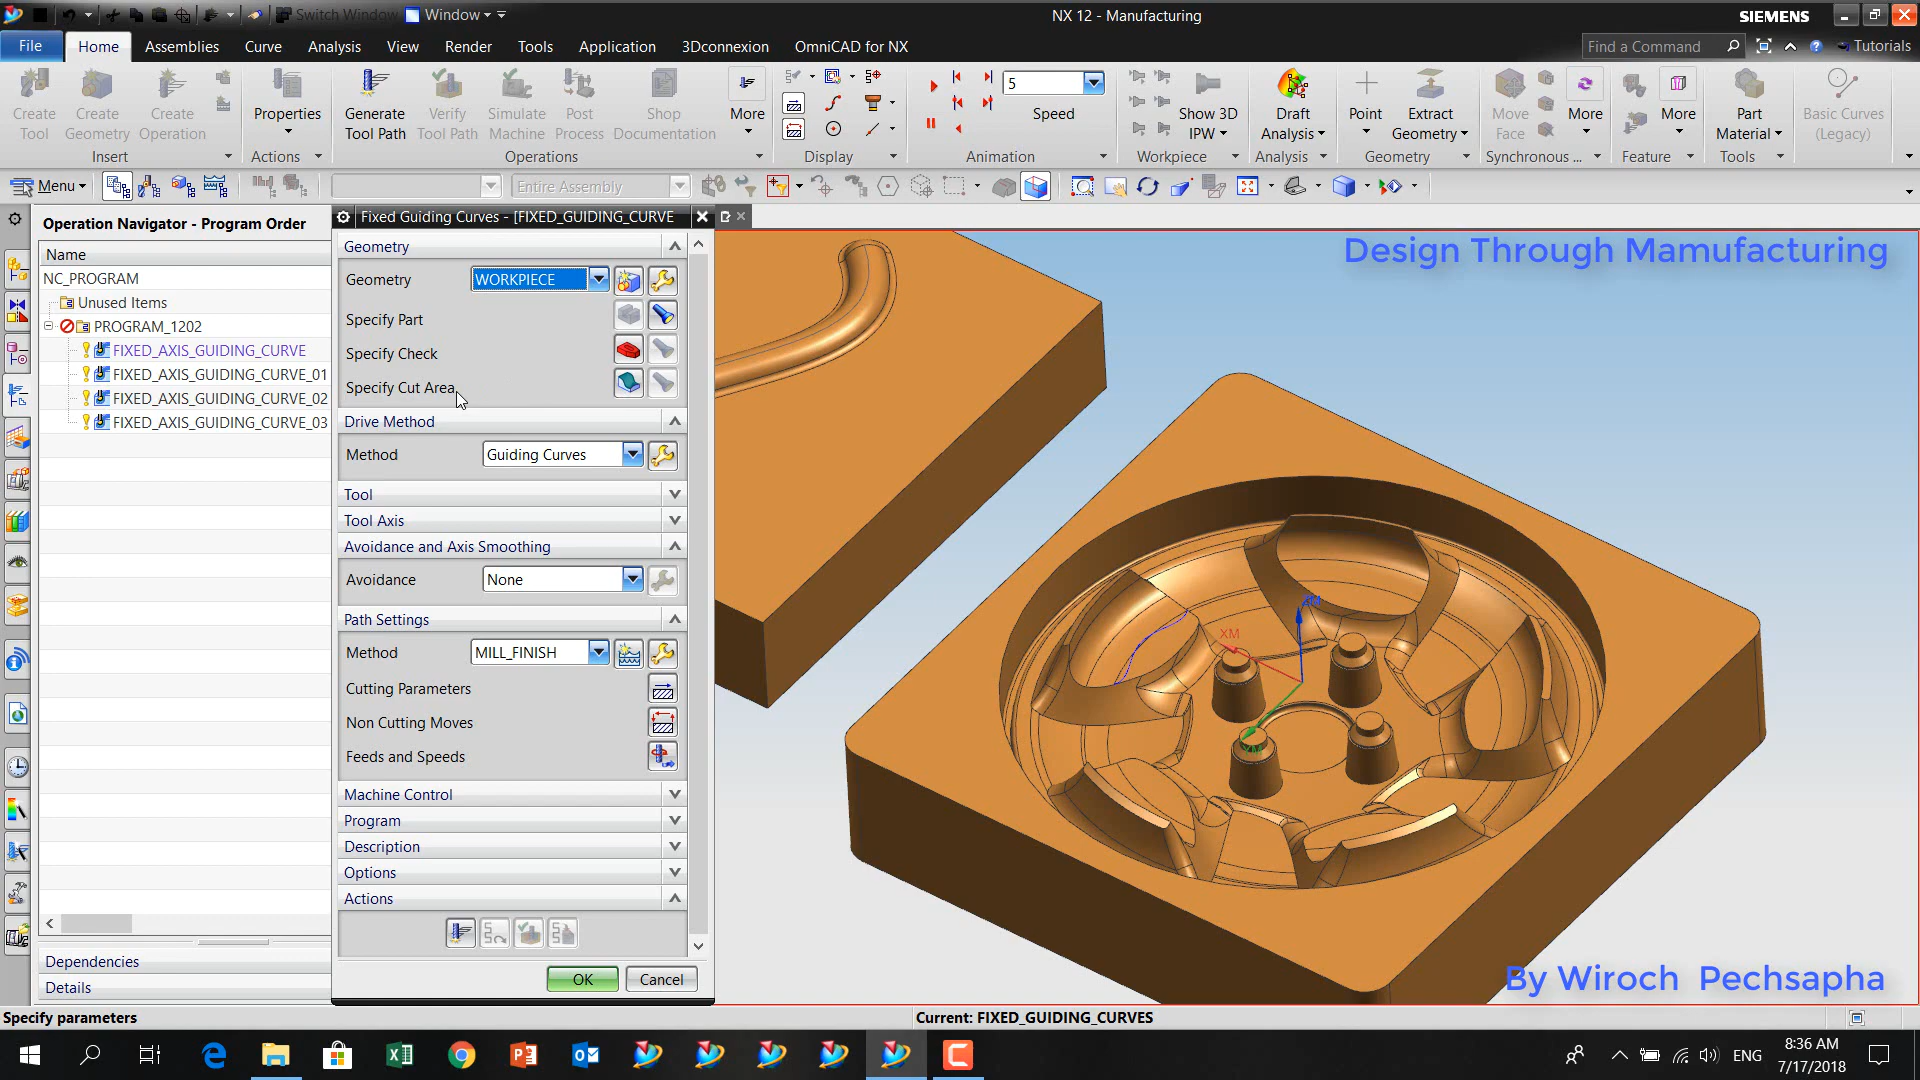 Switch Window
Window
NX 12 - Manufacturing
SIEMENS
File
Home
Assemblies
Curve
Analysis
View
Render
Tools
Application
3Dconnexion
OmniCAD for NX
Find a Command
Tutorials
Create Tool
Create Geometry
Create Operation
Insert
Properties
Actions
Generate Tool Path
Verify Tool Path
Simulate Machine
Post Process
Shop Documentation
More
Operations
Display
5
Speed
Animation
Show 3D IPW
Workpiece
Draft Analysis
Analysis
Point
Extract Geometry
Geometry
Move Face
More
Synchronous ...
More
Feature
Part Material
Tools
Basic Curves (Legacy)
Menu
Entire Assembly
Operation Navigator - Program Order
Name
NC_PROGRAM
Unused Items
PROGRAM_1202
FIXED_AXIS_GUIDING_CURVE
FIXED_AXIS_GUIDING_CURVE_01
FIXED_AXIS_GUIDING_CURVE_02
FIXED_AXIS_GUIDING_CURVE_03
Dependencies
Details
Fixed Guiding Curves - [FIXED_GUIDING_CURVE
Geometry
Geometry
WORKPIECE
Specify Part
Specify Check
Specify Cut Area
Drive Method
Method
Guiding Curves
Tool
Tool Axis
Avoidance and Axis Smoothing
Avoidance
None
Path Settings
Method
MILL_FINISH
Cutting Parameters
Non Cutting Moves
Feeds and Speeds
Machine Control
Program
Description
Options
Actions
OK
Cancel
Design Through Mamufacturing
ZM
XM
YM
By Wiroch Pechsapha
Specify parameters
Current: FIXED_GUIDING_CURVES
ENG
8:36 AM
7/17/2018